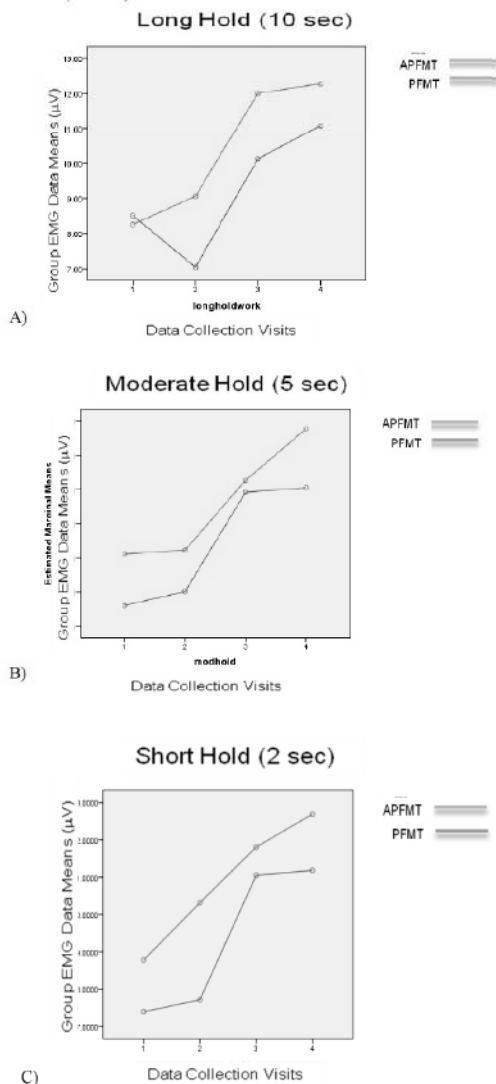 Long Hold (10 sec)
APFMT
PFMT
Group EMG Data Means (µV)
13.00
12.00
11.00
10.00
9.00
8.00
7.00
1 2 3 4
longholdwork
Data Collection Visits
A)
Moderate Hold (5 sec)
APFMT
PFMT
Estimated Marginal Means
Group EMG Data Means (µV)
1 2 3 4
modhold
Data Collection Visits
B)
Short Hold (2 sec)
APFMT
PFMT
Group EMG Data Means (µV)
1 2 3 4
Data Collection Visits
C)